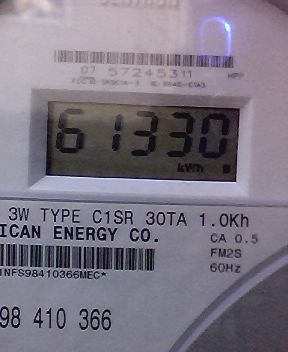 07 57245311 HPP
61330
kWh
3W TYPE C1SR 30TA 1.0Kh
ICAN ENERGY CO.
CA 0.5
FM2S
60Hz
INFS98410366MEC*
98 410 366